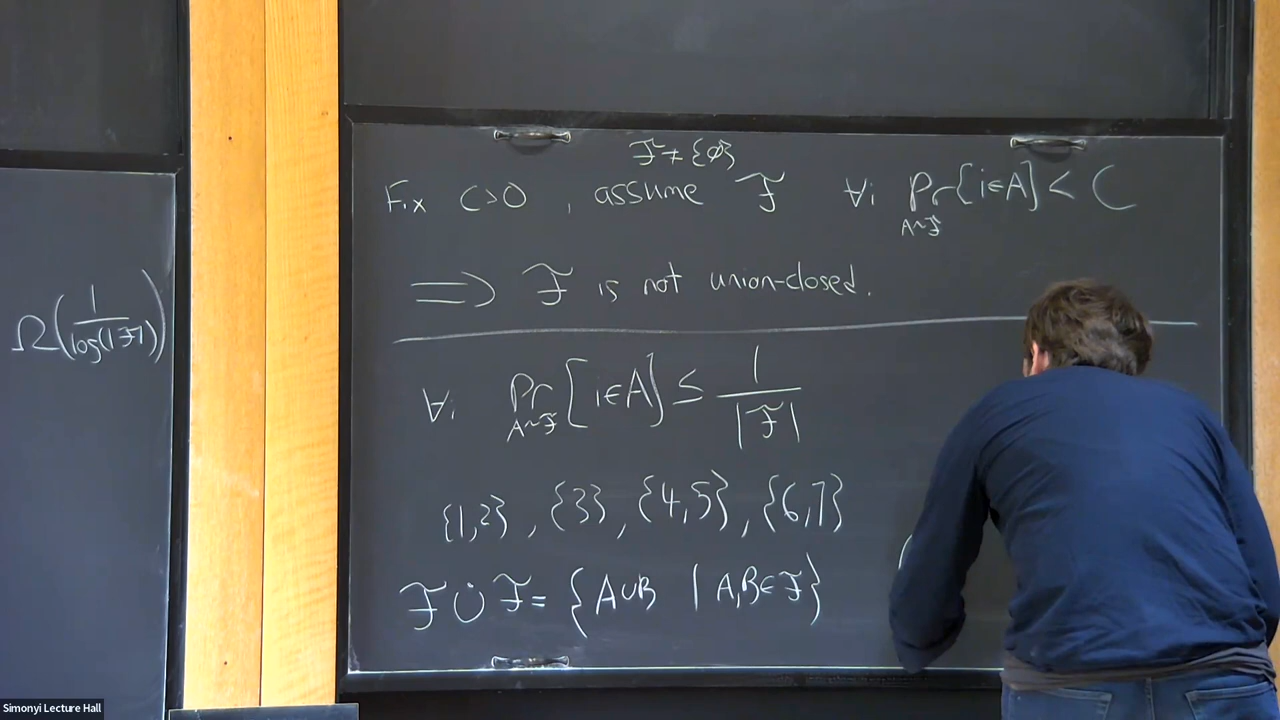 Ω(1/log(|ℱ|))
ℱ ≠ {∅}
Fix C>0 , assume ℱ ∀i Pr_{A~ℱ}[i∈A] < C
⟹ ℱ is not union-closed.
∀i Pr_{A~ℱ}[i∈A] ≤ 1/|ℱ|
{1,2}, {3}, {4,5}, {6,7}
ℱ ∪ ℱ = {A∪B | A,B∈ℱ}
Simonyi Lecture Hall